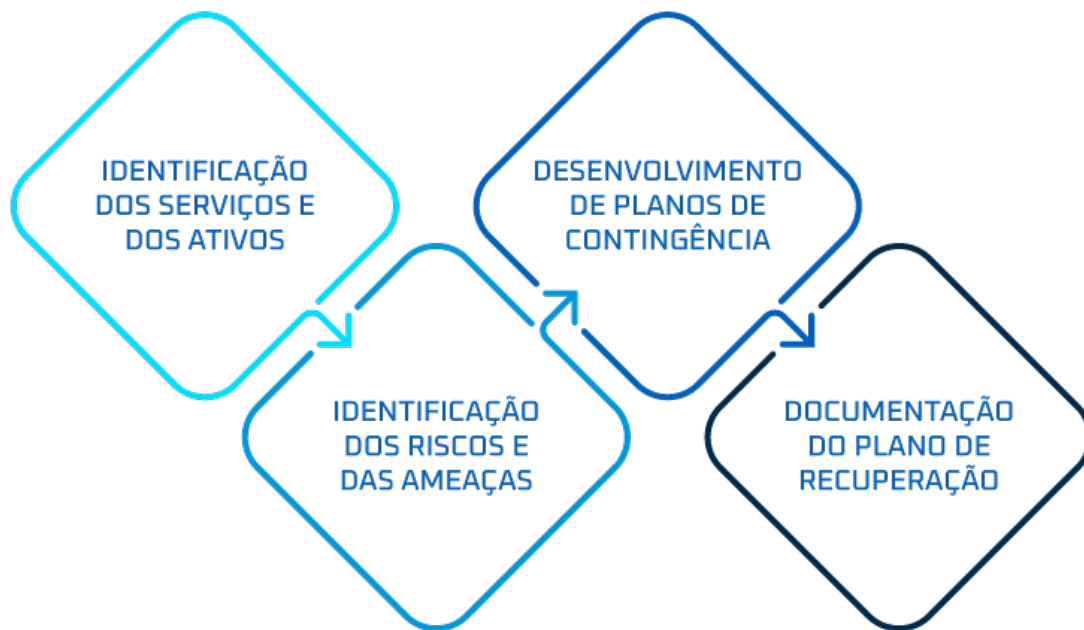 IDENTIFICAÇÃO
DOS SERVIÇOS E
DOS ATIVOS
IDENTIFICAÇÃO
DOS RISCOS E
DAS AMEAÇAS
DESENVOLVIMENTO
DE PLANOS DE
CONTINGÊNCIA
DOCUMENTAÇÃO
DO PLANO DE
RECUPERAÇÃO